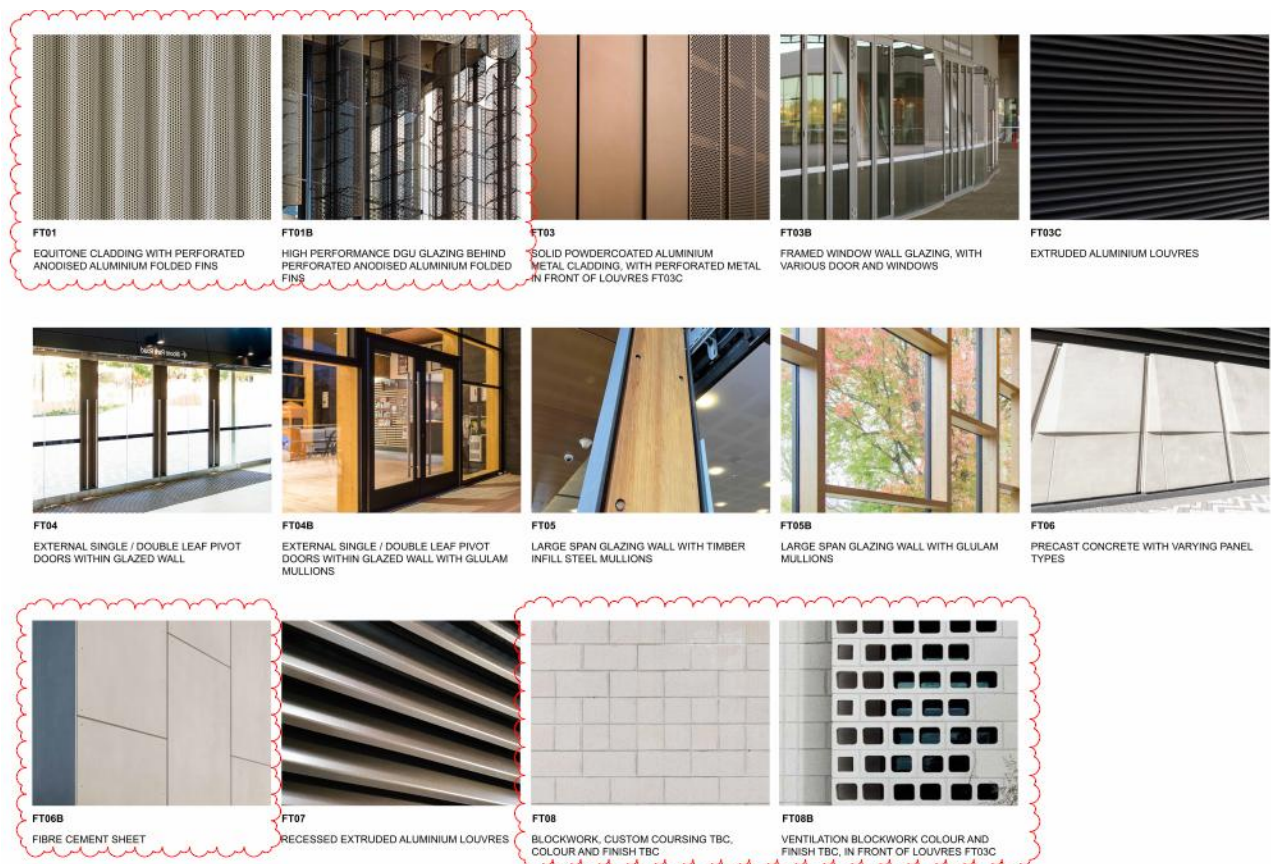 FT01
EQUITONE CLADDING WITH PERFORATED
ANODISED ALUMINIUM FOLDED FINS
FT01B
HIGH PERFORMANCE DGU GLAZING BEHIND
PERFORATED ANODISED ALUMINIUM FOLDED
FINS
FT03
SOLID POWDERCOATED ALUMINIUM
METAL CLADDING, WITH PERFORATED METAL
IN FRONT OF LOUVRES FT03C
FT03B
FRAMED WINDOW WALL GLAZING, WITH
VARIOUS DOOR AND WINDOWS
FT03C
EXTRUDED ALUMINIUM LOUVRES
FT04
EXTERNAL SINGLE / DOUBLE LEAF PIVOT
DOORS WITHIN GLAZED WALL
FT04B
EXTERNAL SINGLE / DOUBLE LEAF PIVOT
DOORS WITHIN GLAZED WALL WITH GLULAM
MULLIONS
FT05
LARGE SPAN GLAZING WALL WITH TIMBER
INFILL STEEL MULLIONS
FT05B
LARGE SPAN GLAZING WALL WITH GLULAM
MULLIONS
FT06
PRECAST CONCRETE WITH VARYING PANEL
TYPES
FT06B
FIBRE CEMENT SHEET
FT07
RECESSED EXTRUDED ALUMINIUM LOUVRES
FT08
BLOCKWORK, CUSTOM COURSING TBC,
COLOUR AND FINISH TBC
FT08B
VENTILATION BLOCKWORK COLOUR AND
FINISH TBC, IN FRONT OF LOUVRES FT03C